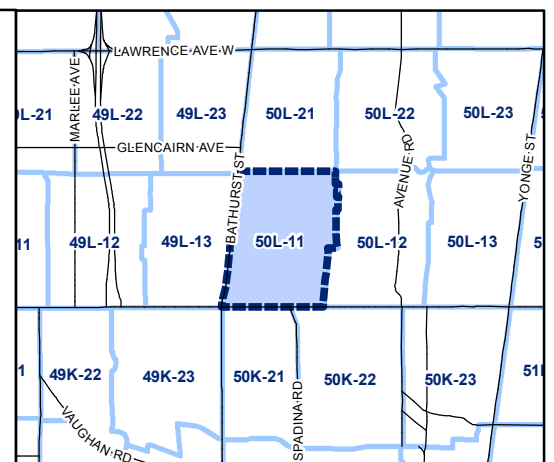 LAWRENCE AVE W
MARLEE AVE
L-21
49L-22
49L-23
50L-21
50L-22
50L-23
GLENCAIRN AVE
BATHURST ST
AVENUE RD
YONGE ST
11
49L-12
49L-13
50L-11
50L-12
50L-13
5
1
49K-22
49K-23
50K-21
50K-22
50K-23
51
VAUGHAN RD
SPADINA RD